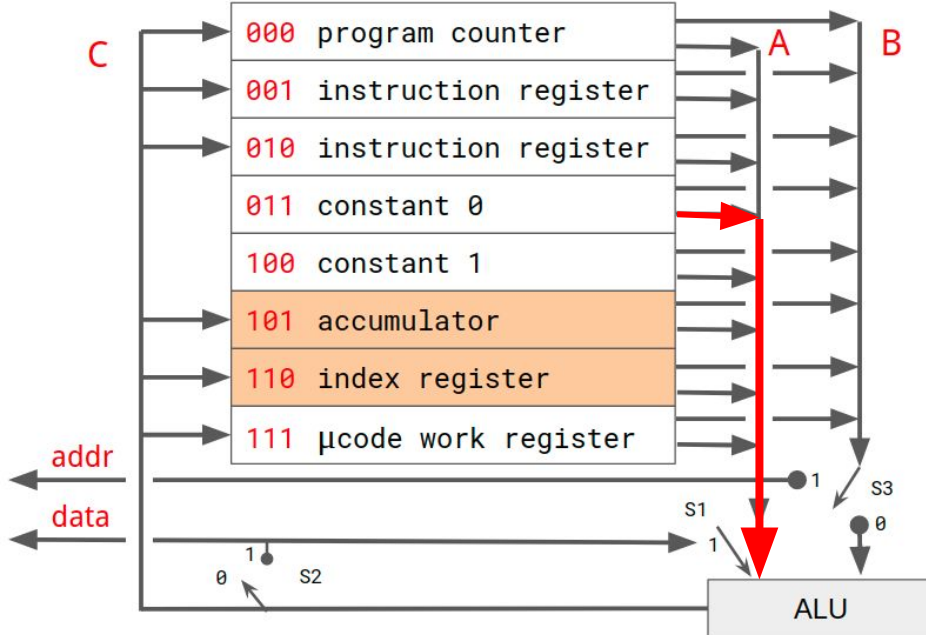 C
000 program counter
A
B
001 instruction register
010 instruction register
011 constant 0
100 constant 1
101 accumulator
110 index register
111 μcode work register
addr
1
S3
data
S1
0
1
1
0
S2
ALU